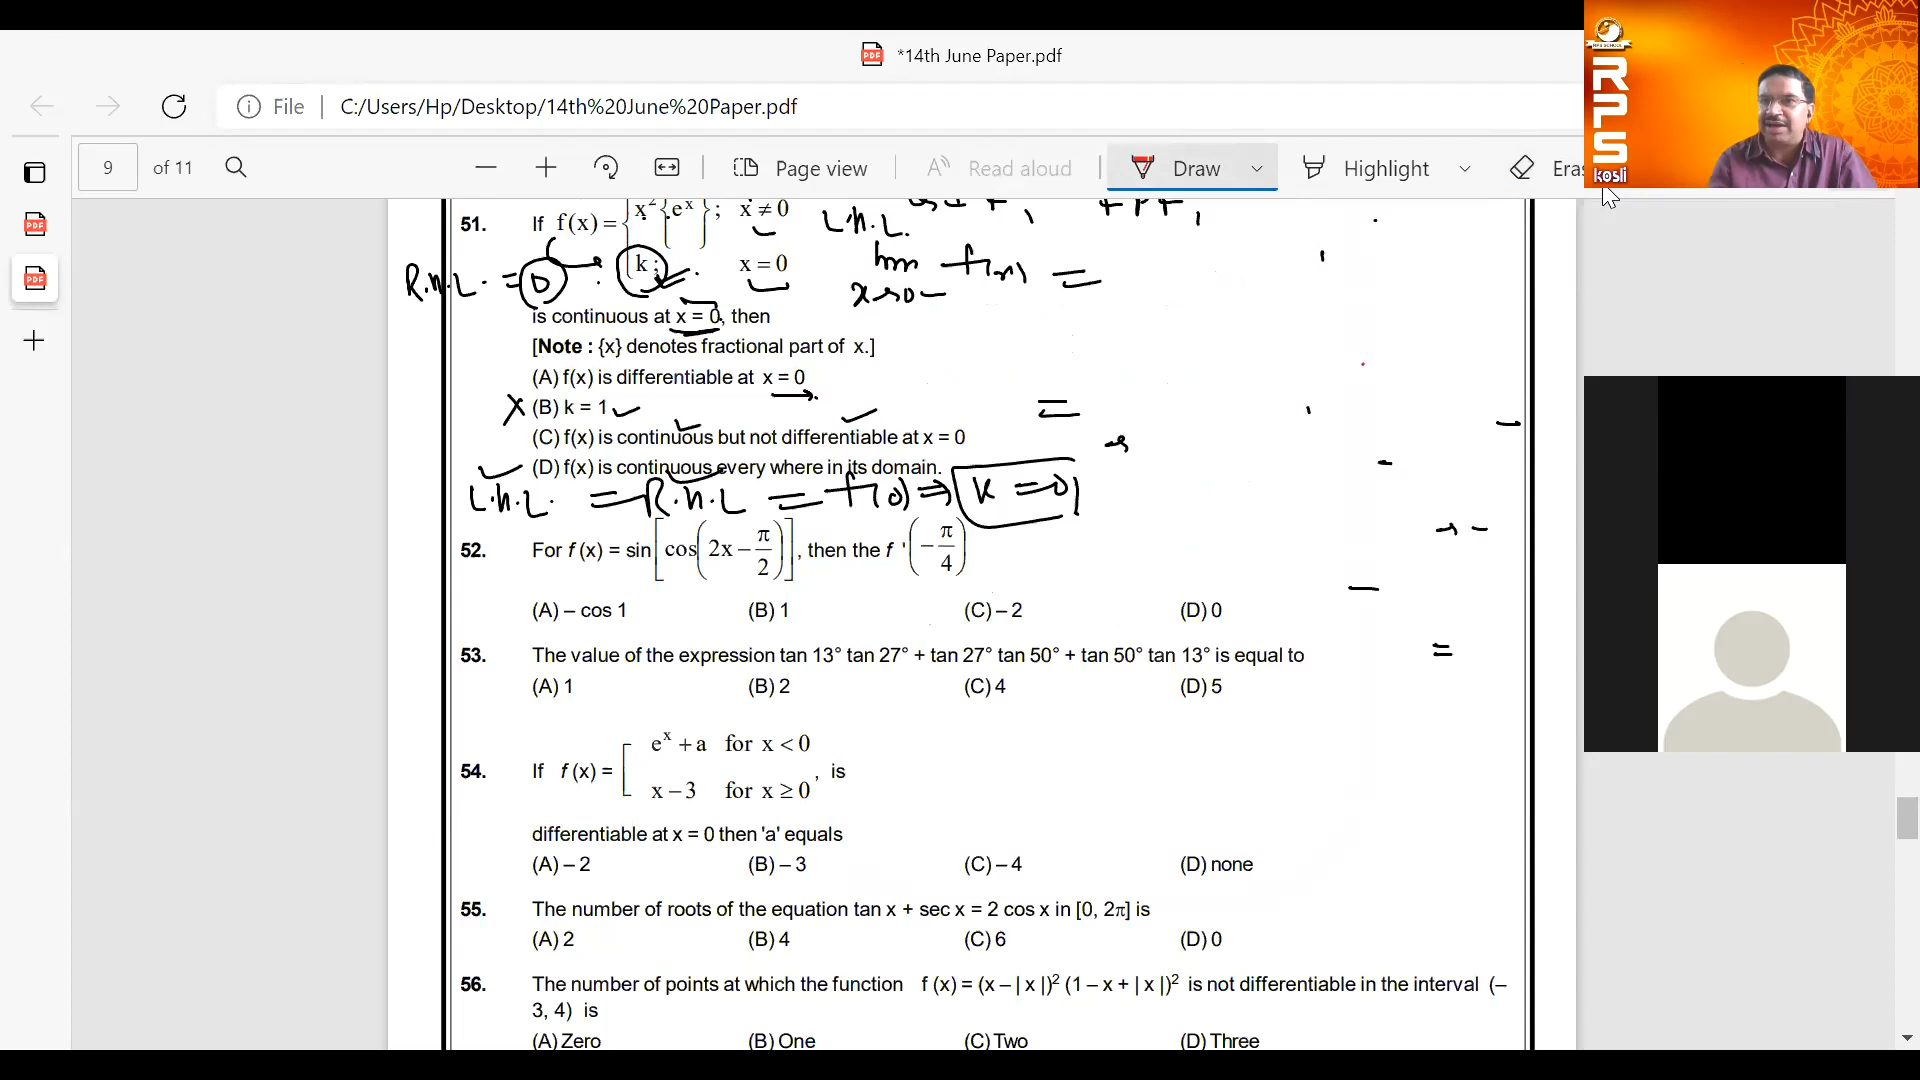 *14th June Paper.pdf
File | C:/Users/Hp/Desktop/14th%20June%20Paper.pdf
9 of 11
Page view
Read aloud
Draw
Highlight
RPS
kosli
51. If f(x) = { x² {e^x} ; x ≠ 0
k ; x = 0
L.h.L.
lim f(x) =
x→0−
R.h.L. = 0
is continuous at x = 0, then
[Note : {x} denotes fractional part of x.]
(A) f(x) is differentiable at x = 0
(B) k = 1
(C) f(x) is continuous but not differentiable at x = 0
(D) f(x) is continuous every where in its domain.
L.h.L. = R.h.L = f(0) ⇒ k = 0
52. For f (x) = sin[cos(2x − π/2)], then the f '(− π/4)
(A) – cos 1 (B) 1 (C) – 2 (D) 0
53. The value of the expression tan 13° tan 27° + tan 27° tan 50° + tan 50° tan 13° is equal to
(A) 1 (B) 2 (C) 4 (D) 5
54. If f (x) = [ e^x + a for x < 0
x − 3 for x ≥ 0 , is
differentiable at x = 0 then 'a' equals
(A) – 2 (B) – 3 (C) – 4 (D) none
55. The number of roots of the equation tan x + sec x = 2 cos x in [0, 2π] is
(A) 2 (B) 4 (C) 6 (D) 0
56. The number of points at which the function f (x) = (x – | x |)² (1 – x + | x |)² is not differentiable in the interval (–
3, 4) is
(A) Zero (B) One (C) Two (D) Three